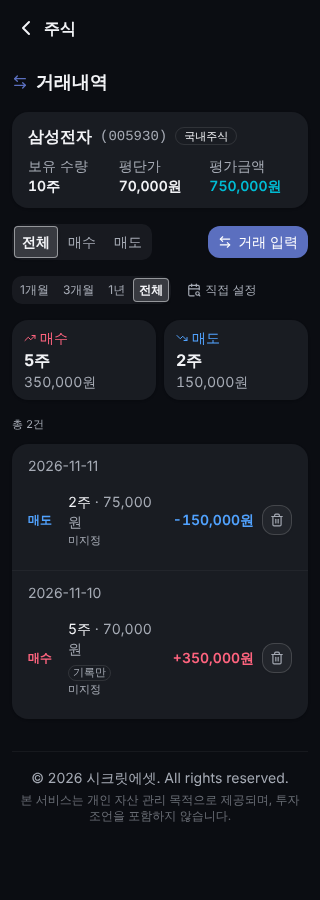 주식
거래내역
삼성전자 (005930) 국내주식
보유 수량 평단가 평가금액
10주 70,000원 750,000원
전체 매수 매도 거래 입력
1개월 3개월 1년 전체 직접 설정
매수 매도
5주 2주
350,000원 150,000원
총 2건
2026-11-11
매도 2주 · 75,000원 -150,000원
미지정
2026-11-10
매수 5주 · 70,000원 +350,000원
기록만
미지정
© 2026 시크릿에셋. All rights reserved.
본 서비스는 개인 자산 관리 목적으로 제공되며, 투자
조언을 포함하지 않습니다.